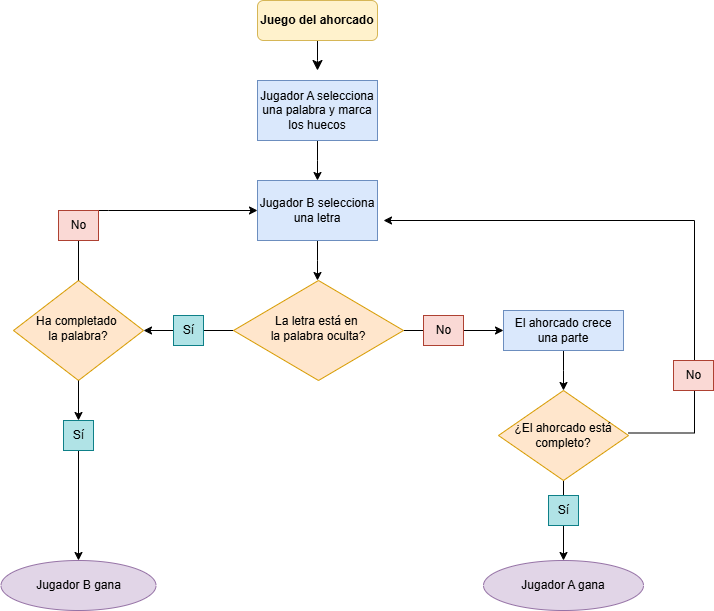 Juego del ahorcado
Jugador A selecciona
una palabra y marca
los huecos
Jugador B selecciona
una letra
No
Ha completado
la palabra?
Sí
La letra está en
la palabra oculta?
No
El ahorcado crece
una parte
No
¿El ahorcado está
completo?
Sí
Sí
Jugador B gana
Jugador A gana